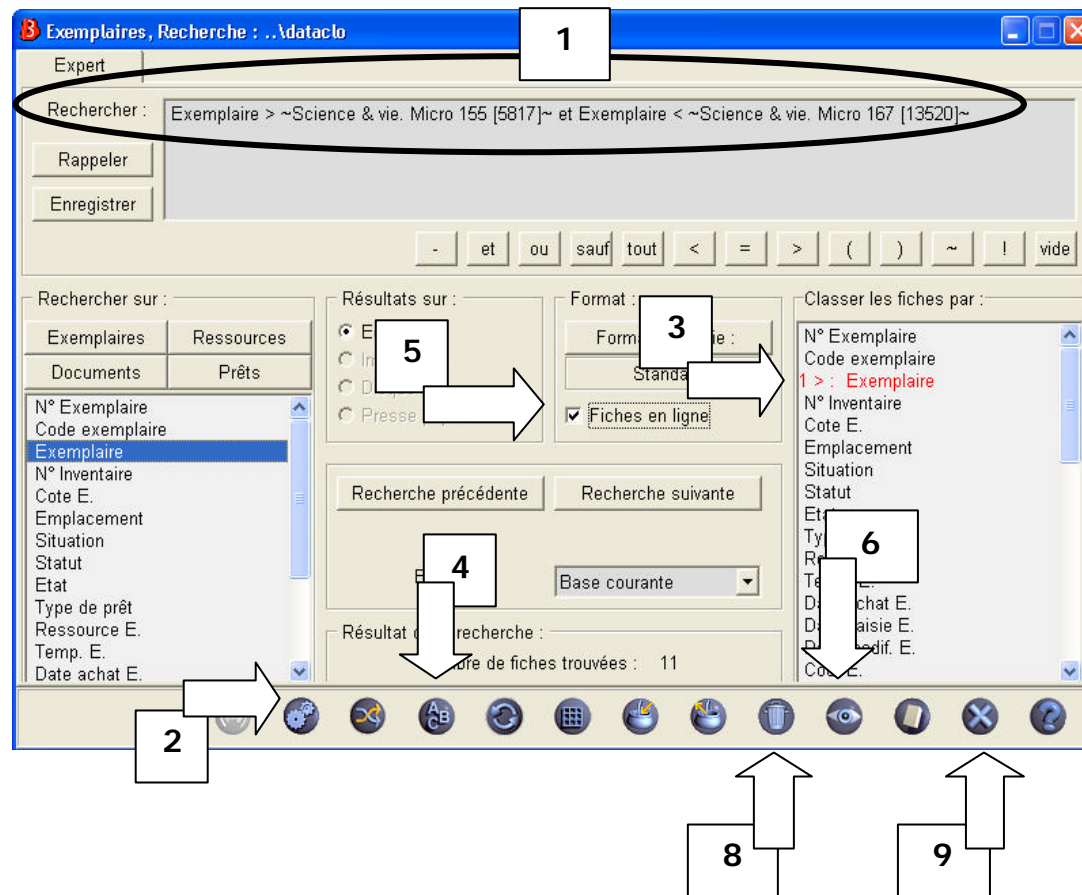 Exemplaires, Recherche : ..\dataclo
1
Expert
Rechercher :
Exemplaire > ~Science & vie. Micro 155 [5817]~ et Exemplaire < ~Science & vie. Micro 167 [13520]~
Rappeler
Enregistrer
- et ou sauf tout < = > ( ) ~ ! vide
Rechercher sur :
Exemplaires Ressources
Documents Prêts
N° Exemplaire
Code exemplaire
Exemplaire
N° Inventaire
Cote E.
Emplacement
Situation
Statut
Etat
Type de prêt
Ressource E.
Temp. E.
Date achat E.
Résultats sur :
5
Presse
Format :
3
Fiches en ligne
Recherche précédente Recherche suivante
4
Base courante
Résultat recherche :
de fiches trouvées : 11
Classer les fiches par :
N° Exemplaire
Code exemplaire
1 > : Exemplaire
N° Inventaire
Cote E.
Emplacement
Situation
Statut
6
2
8
9